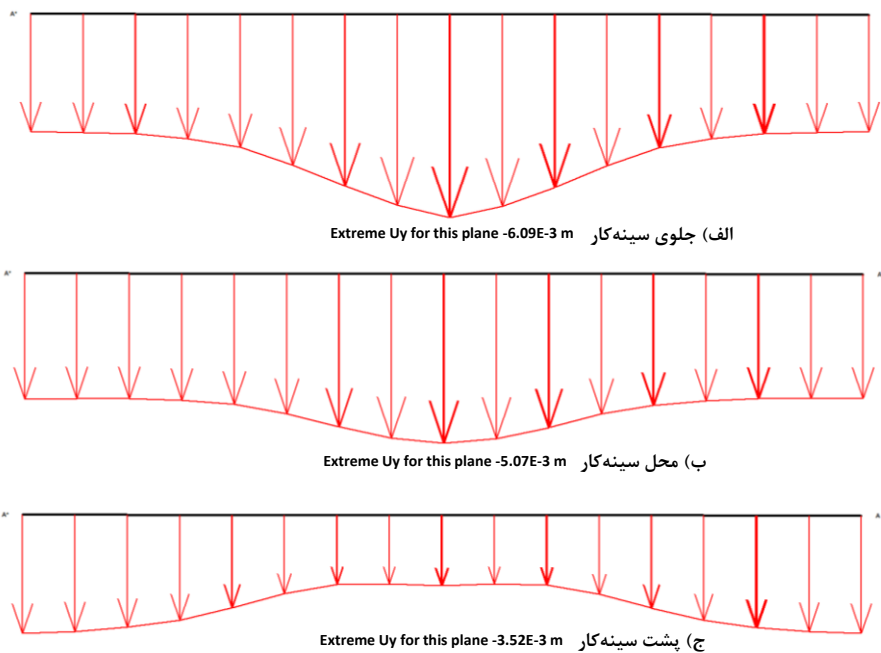 الف) جلوی سینه‌کار Extreme Uy for this plane -6.09E-3 m
ب) محل سینه‌کار Extreme Uy for this plane -5.07E-3 m
ج) پشت سینه‌کار Extreme Uy for this plane -3.52E-3 m